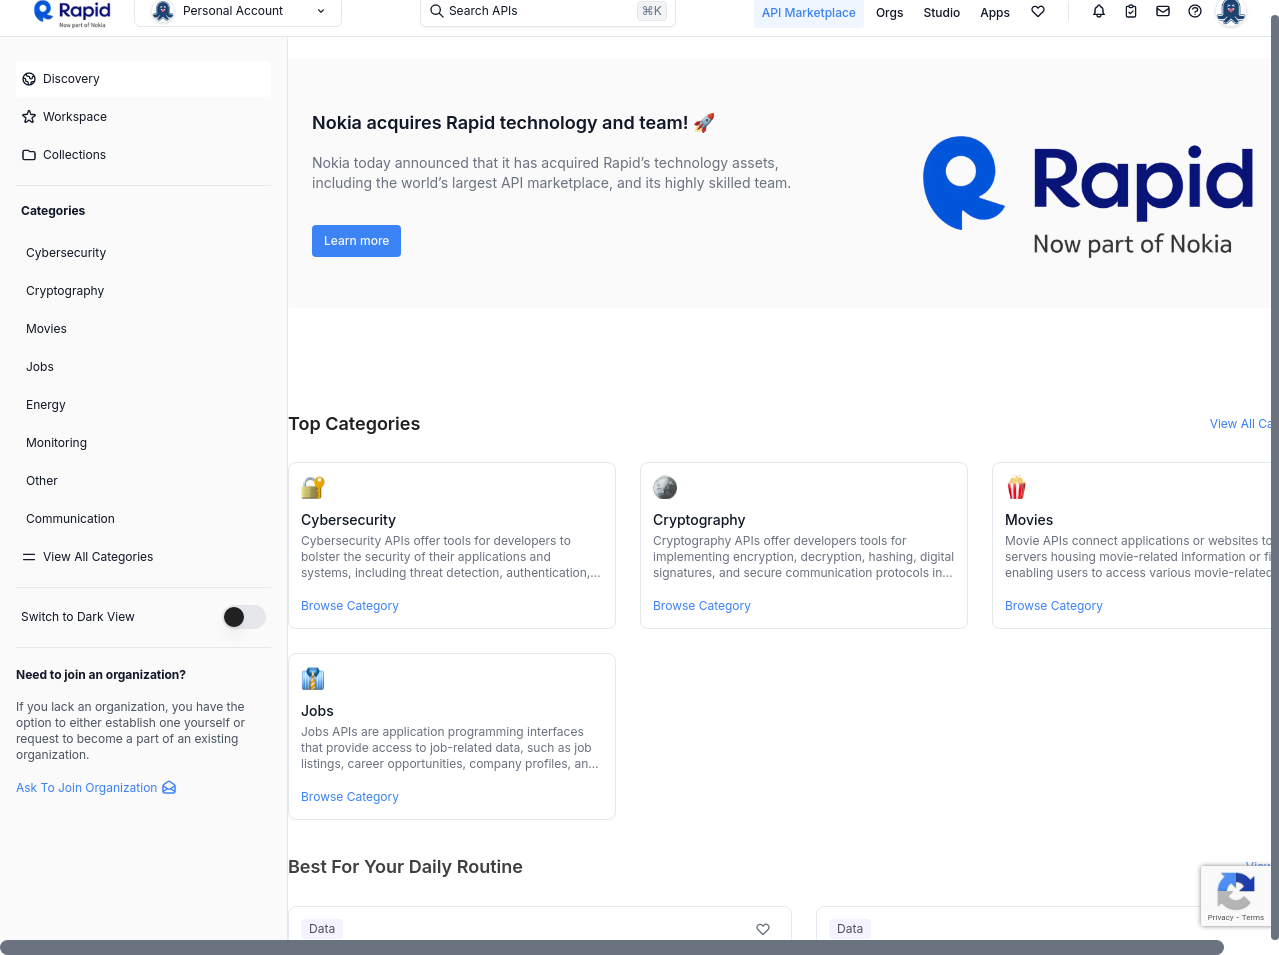 Rapid
Now part of Nokia
Personal Account
Search APIs
⌘K
API Marketplace
Orgs
Studio
Apps
Discovery
Workspace
Collections
Categories
Cybersecurity
Cryptography
Movies
Jobs
Energy
Monitoring
Other
Communication
View All Categories
Switch to Dark View
Need to join an organization?
If you lack an organization, you have the
option to either establish one yourself or
request to become a part of an existing
organization.
Ask To Join Organization
Nokia acquires Rapid technology and team! 🚀
Nokia today announced that it has acquired Rapid's technology assets,
including the world's largest API marketplace, and its highly skilled team.
Learn more
Rapid
Now part of Nokia
Top Categories
View All Ca
Cybersecurity
Cybersecurity APIs offer tools for developers to
bolster the security of their applications and
systems, including threat detection, authentication,...
Browse Category
Cryptography
Cryptography APIs offer developers tools for
implementing encryption, decryption, hashing, digital
signatures, and secure communication protocols in...
Browse Category
Movies
Movie APIs connect applications or websites to
servers housing movie-related information or fi
enabling users to access various movie-related
Browse Category
Jobs
Jobs APIs are application programming interfaces
that provide access to job-related data, such as job
listings, career opportunities, company profiles, an...
Browse Category
Best For Your Daily Routine
View
Data
Data
Privacy - Terms